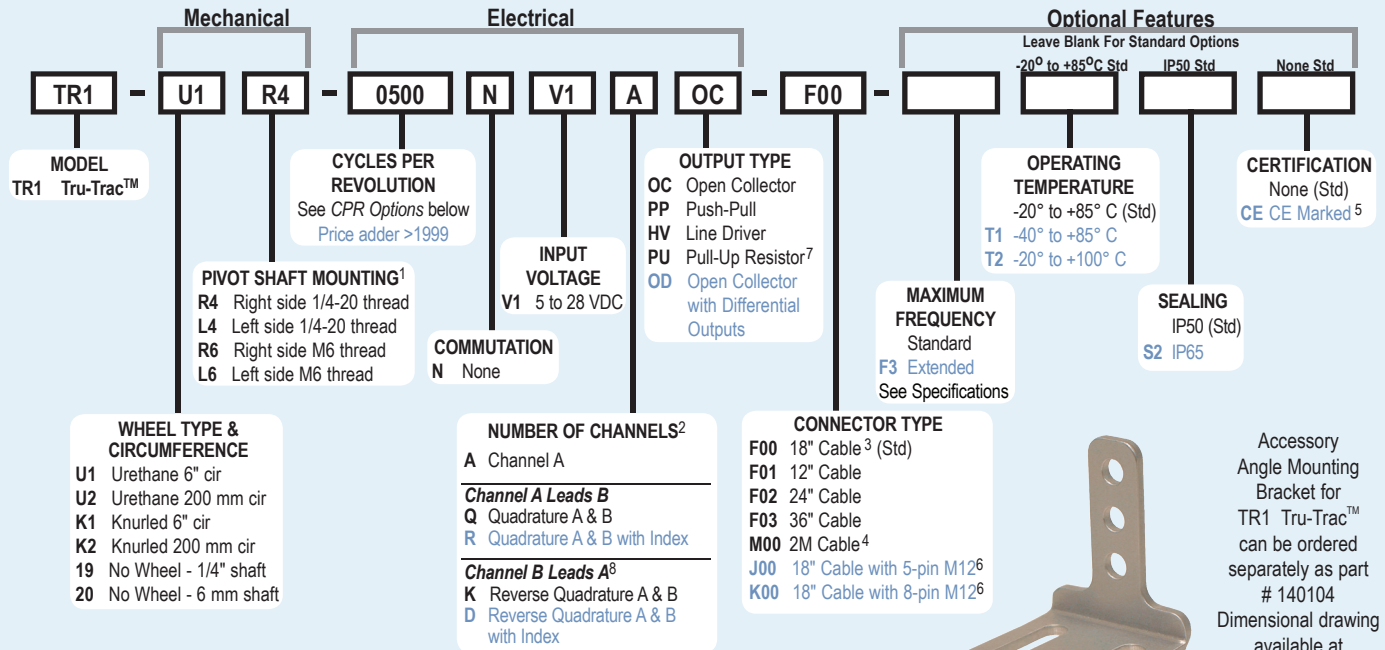 Mechanical
Electrical
Optional Features
Leave Blank For Standard Options
-20⁰ to +85⁰C Std
IP50 Std
None Std
TR1 - U1 R4 - 0500 N V1 A OC - F00 -
MODEL
TR1 Tru-Trac™
CYCLES PER
REVOLUTION
See CPR Options below
Price adder >1999
PIVOT SHAFT MOUNTING¹
R4 Right side 1/4-20 thread
L4 Left side 1/4-20 thread
R6 Right side M6 thread
L6 Left side M6 thread
WHEEL TYPE &
CIRCUMFERENCE
U1 Urethane 6" cir
U2 Urethane 200 mm cir
K1 Knurled 6" cir
K2 Knurled 200 mm cir
19 No Wheel - 1/4" shaft
20 No Wheel - 6 mm shaft
COMMUTATION
N None
INPUT
VOLTAGE
V1 5 to 28 VDC
NUMBER OF CHANNELS²
A Channel A
Channel A Leads B
Q Quadrature A & B
R Quadrature A & B with Index
Channel B Leads A⁸
K Reverse Quadrature A & B
D Reverse Quadrature A & B
with Index
OUTPUT TYPE
OC Open Collector
PP Push-Pull
HV Line Driver
PU Pull-Up Resistor⁷
OD Open Collector
with Differential
Outputs
CONNECTOR TYPE
F00 18" Cable ³ (Std)
F01 12" Cable
F02 24" Cable
F03 36" Cable
M00 2M Cable⁴
J00 18" Cable with 5-pin M12⁶
K00 18" Cable with 8-pin M12⁶
MAXIMUM
FREQUENCY
Standard
F3 Extended
See Specifications
OPERATING
TEMPERATURE
-20° to +85° C (Std)
T1 -40° to +85° C
T2 -20° to +100° C
SEALING
IP50 (Std)
S2 IP65
CERTIFICATION
None (Std)
CE CE Marked ⁵
Accessory
Angle Mounting
Bracket for
TR1 Tru-Trac™
can be ordered
separately as part
# 140104
Dimensional drawing
available at